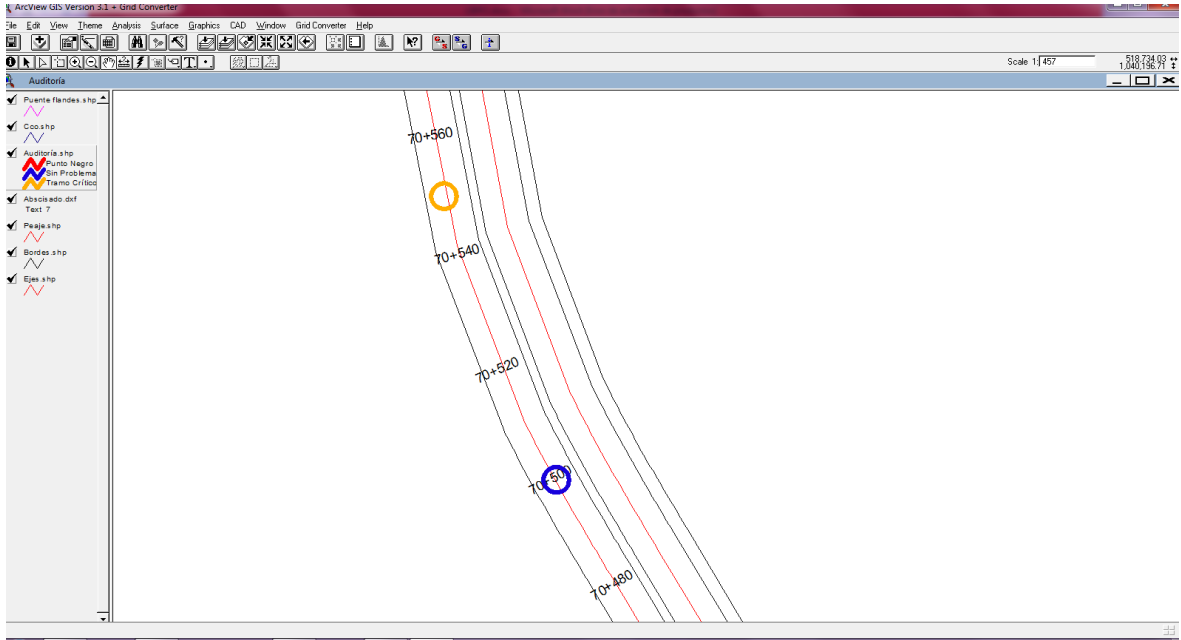 ArcView GIS Version 3.1 + Grid Converter
File Edit View Theme Analysis Surface Graphics CAD Window Grid Converter Help
Scale 1: 457
518,734.03
1,040,196.71
Auditoría
Puente flandes.shp
Cco.shp
Auditoría.shp
Punto Negro
Sin Problema
Tramo Crítico
Abscisado.dxf
Text 7
Peaje.shp
Bordes.shp
Ejes.shp
70+560
70+540
70+520
70+500
70+480